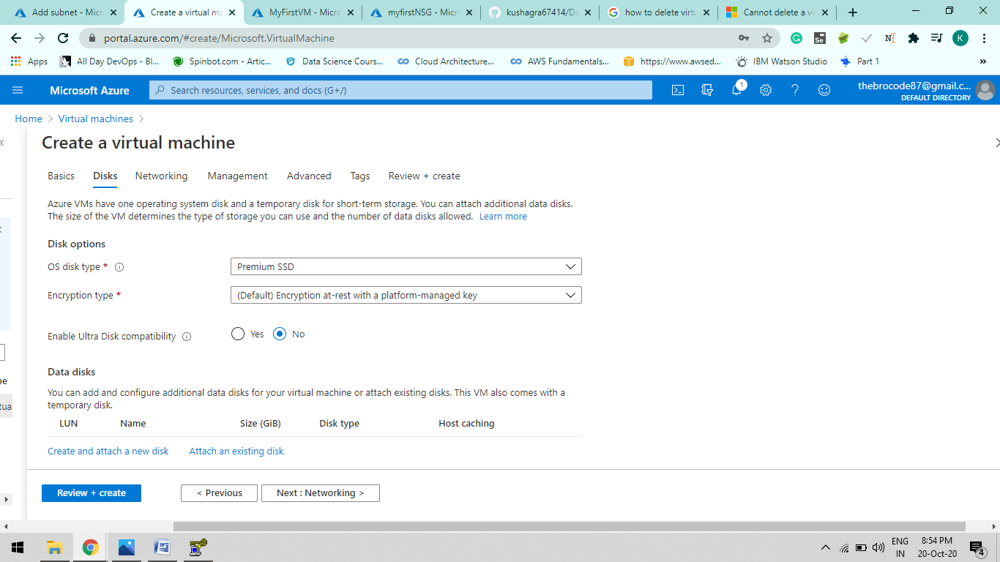 Add subnet - Micr
Create a virtual ma
MyFirstVM - Micro
myfirstNSG - Micro
kushagra67414/Da
how to delete virtu
Cannot delete a vi
portal.azure.com/#create/Microsoft.VirtualMachine
Apps
All Day DevOps - Bl...
Spinbot.com - Artic...
Data Science Cours...
Cloud Architecture...
AWS Fundamentals...
https://www.awsed...
IBM Watson Studio
Part 1
»
Microsoft Azure
Search resources, services, and docs (G+/)
1
thebrocode87@gmail.c...
DEFAULT DIRECTORY
Home > Virtual machines >
Create a virtual machine
Basics Disks Networking Management Advanced Tags Review + create
Azure VMs have one operating system disk and a temporary disk for short-term storage. You can attach additional data disks.
The size of the VM determines the type of storage you can use and the number of data disks allowed. Learn more
Disk options
OS disk type *
Premium SSD
Encryption type *
(Default) Encryption at-rest with a platform-managed key
Enable Ultra Disk compatibility
Yes No
Data disks
You can add and configure additional data disks for your virtual machine or attach existing disks. This VM also comes with a
temporary disk.
LUN Name Size (GiB) Disk type Host caching
Create and attach a new disk Attach an existing disk
Review + create
< Previous
Next : Networking >
pe
tua
ENG
IN
8:54 PM
20-Oct-20
4